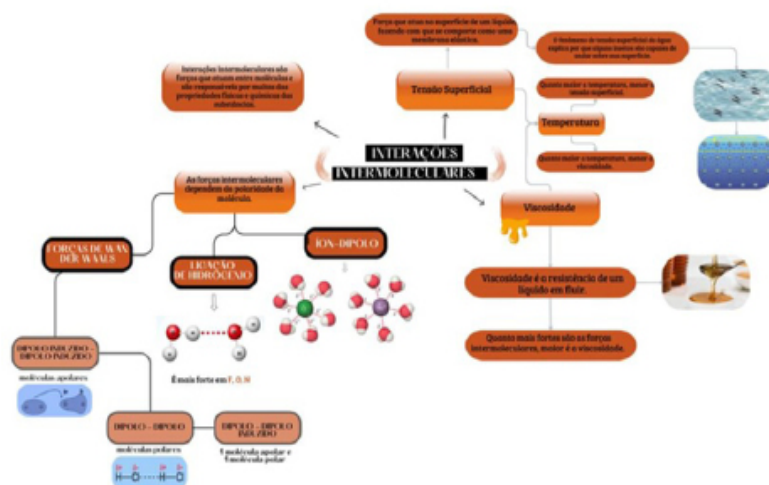 Força que atua na superfície de um líquido,
fazendo com que se comporte como uma
membrana elástica.
O fenômeno de tensão superficial da água
explica por que alguns insetos são capazes de
andar sobre sua superfície
Interações intermoleculares são
forças que atuam entre moléculas e
são responsáveis por muitas das
propriedades físicas e químicas das
substâncias.
Tensão Superficial
Quanto maior a temperatura, menor a
tensão superficial.
Temperatura
Quanto maior a temperatura, menor a
viscosidade.
INTERAÇÕES
INTERMOLECULARES
As forças intermoleculares
dependem da polaridade da
molécula.
Viscosidade
FORÇAS DE VAN
DER WAALS
LIGAÇÃO
DE HIDROGÊNIO
ÍON-DIPOLO
Viscosidade é a resistência de um
líquido em fluir.
Quanto mais fortes são as forças
intermoleculares, maior é a viscosidade.
DIPOLO INDUZIDO -
DIPOLO INDUZIDO
moléculas apolares
É mais forte em F, O, N
DIPOLO - DIPOLO
moléculas polares
DIPOLO - DIPOLO
INDUZIDO
1 molécula apolar e
1 molécula polar
H Cl H Cl